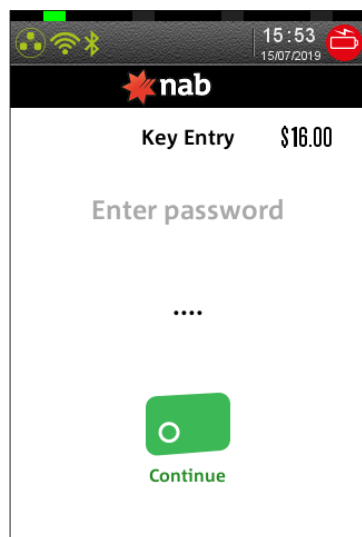 15:53
15/07/2019
nab
Key Entry $16.00
Enter password
....
Continue